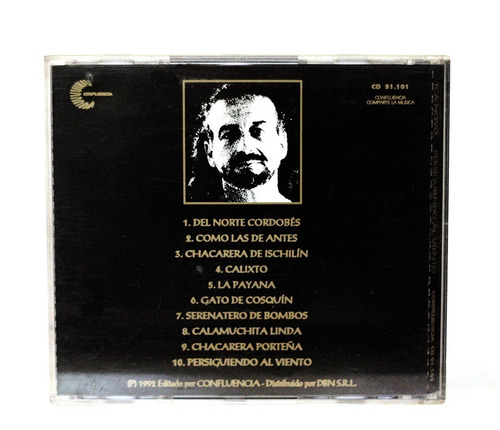 CONFLUENCIA
CD 51.101
CONFLUENCIA
COMPARTE LA MUSICA
1. DEL NORTE CORDOBÉS
2. COMO LAS DE ANTES
3. CHACARERA DE ISCHILÍN
4. CALIXTO
5. LA PAYANA
6. GATO DE COSQUÍN
7. SERENATERO DE BOMBOS
8. CALAMUCHITA LINDA
9. CHACARERA PORTEÑA
10. PERSIGUIENDO AL VIENTO
(P) 1992 Editado por CONFLUENCIA - Distribuido por DBN S.R.L.